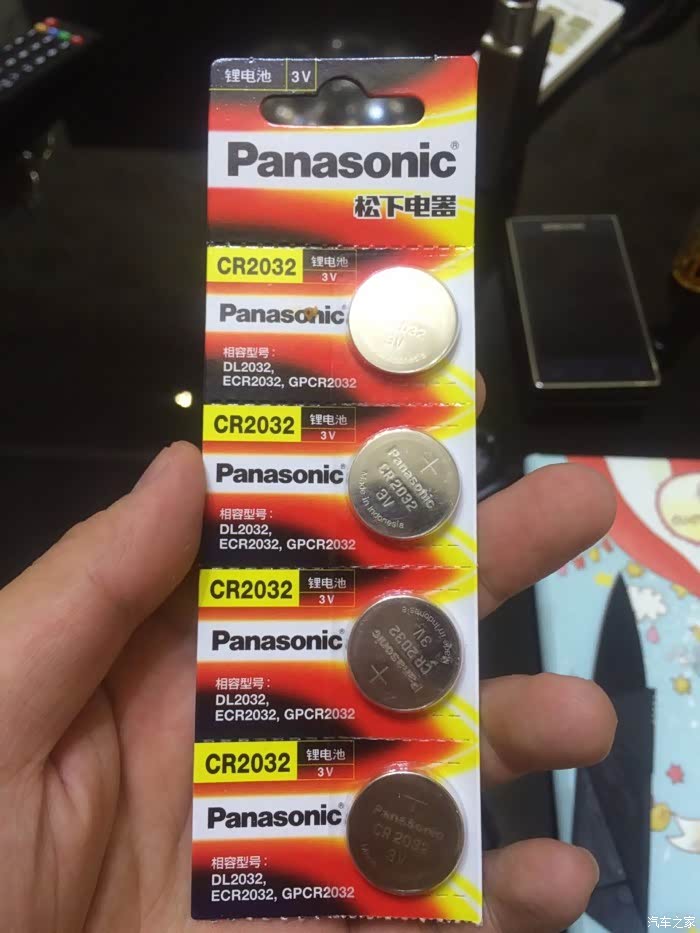 锂电池 3V
Panasonic®
松下电器
CR2032 锂电池 3V
Panasonic
相容型号:
DL2032,
ECR2032, GPCR2032
2032
3V
CR2032 锂电池 3V
Panasonic
相容型号:
DL2032,
ECR2032, GPCR2032
+
Panasonic
CR2032
3V
Made in Indonesia
CR2032 锂电池 3V
Panasonic
相容型号:
DL2032,
ECR2032, GPCR2032
+
Panasonic
CR2032
3V
Made in Indonesia
CR2032 锂电池 3V
Panasonic
相容型号:
DL2032,
ECR2032, GPCR2032
Panasonic
CR2032
3V
汽车之家